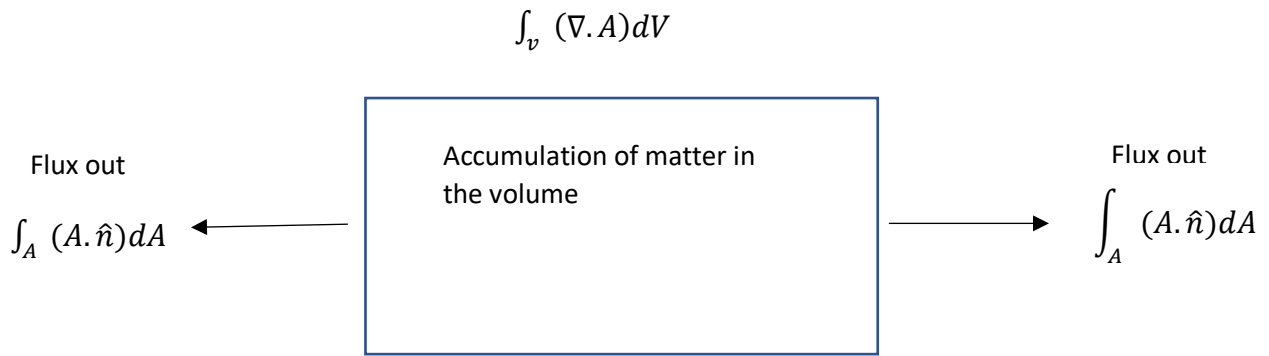 ∫_v (∇.A)dV
Flux out
Accumulation of matter in
the volume
Flux out
∫_A (A.n̂)dA
∫_A (A.n̂)dA